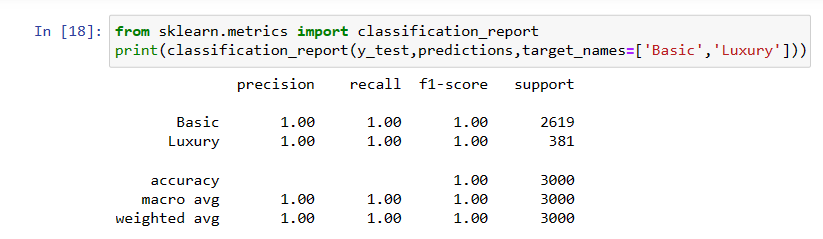 In [18]: from sklearn.metrics import classification_report
print(classification_report(y_test,predictions,target_names=['Basic','Luxury']))
precision recall f1-score support
Basic 1.00 1.00 1.00 2619
Luxury 1.00 1.00 1.00 381
accuracy 1.00 3000
macro avg 1.00 1.00 1.00 3000
weighted avg 1.00 1.00 1.00 3000